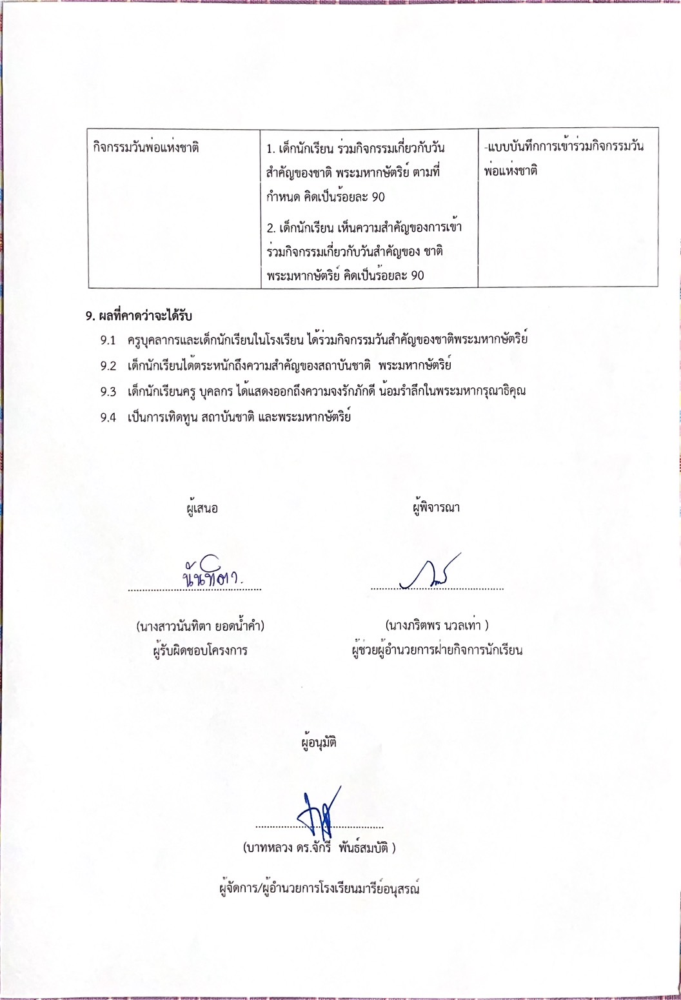 กิจกรรมวันพ่อแห่งชาติ
1. เด็กนักเรียน ร่วมกิจกรรมเกี่ยวกับวัน
สำคัญของชาติ พระมหากษัตริย์ ตามที่
กำหนด คิดเป็นร้อยละ 90
2. เด็กนักเรียน เห็นความสำคัญของการเข้า
ร่วมกิจกรรมเกี่ยวกับวันสำคัญของ ชาติ
พระมหากษัตริย์ คิดเป็นร้อยละ 90
-แบบบันทึกการเข้าร่วมกิจกรรมวัน
พ่อแห่งชาติ
9. ผลที่คาดว่าจะได้รับ
9.1 ครูบุคลากรและเด็กนักเรียนในโรงเรียน ได้ร่วมกิจกรรมวันสำคัญของชาติพระมหากษัตริย์
9.2 เด็กนักเรียนได้ตระหนักถึงความสำคัญของสถาบันชาติ พระมหากษัตริย์
9.3 เด็กนักเรียนครู บุคลกร ได้แสดงออกถึงความจงรักภักดี น้อมรำลึกในพระมหากรุณาธิคุณ
9.4 เป็นการเทิดทูน สถาบันชาติ และพระมหากษัตริย์
ผู้เสนอ
นันทิตา.
(นางสาวนันทิตา ยอดน้ำคำ)
ผู้รับผิดชอบโครงการ
ผู้พิจารณา
(นางภริตพร นวลเท่า )
ผู้ช่วยผู้อำนวยการฝ่ายกิจการนักเรียน
ผู้อนุมัติ
(บาทหลวง ดร.จักรี พันธ์สมบัติ )
ผู้จัดการ/ผู้อำนวยการโรงเรียนมารีย์อนุสรณ์